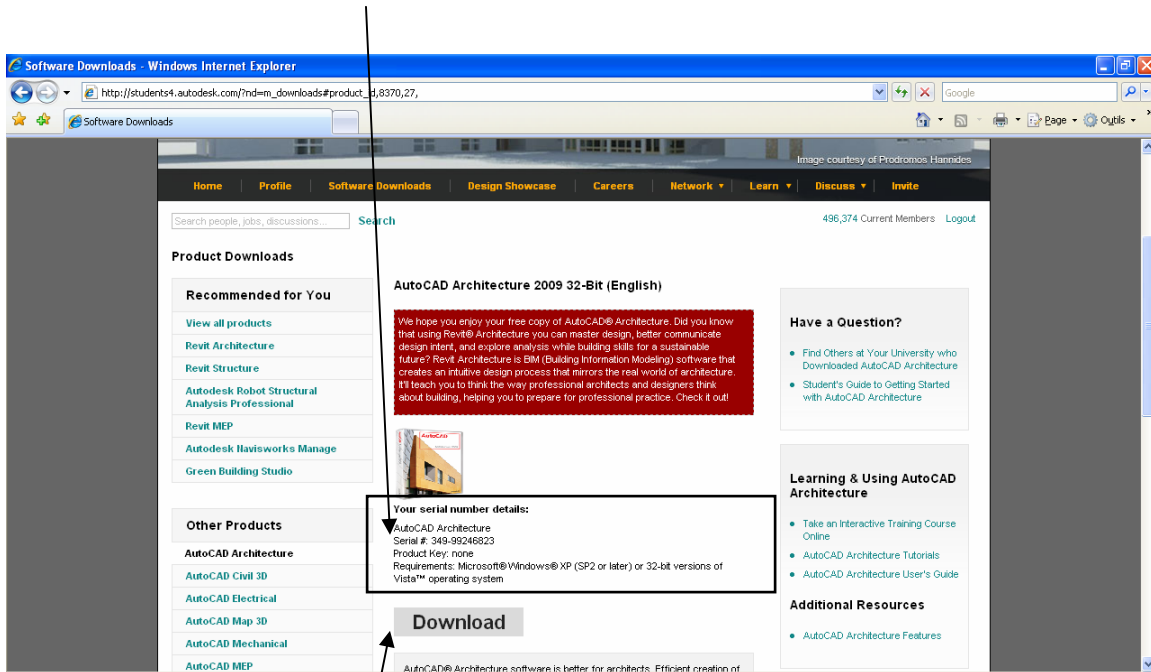 Software Downloads - Windows Internet Explorer
http://students4.autodesk.com/?nd=m_downloads#product_id,8370,27,
Google
Software Downloads
Page
Outils
Image courtesy of Prodromos Hannides
Home Profile Software Downloads Design Showcase Careers Network Learn Discuss Invite
Search people, jobs, discussions... Search
496,374 Current Members Logout
Product Downloads
Recommended for You
View all products
Revit Architecture
Revit Structure
Autodesk Robot Structural
Analysis Professional
Revit MEP
Autodesk Navisworks Manage
Green Building Studio
Other Products
AutoCAD Architecture
AutoCAD Civil 3D
AutoCAD Electrical
AutoCAD Map 3D
AutoCAD Mechanical
AutoCAD MEP
AutoCAD Architecture 2009 32-Bit (English)
We hope you enjoy your free copy of AutoCAD® Architecture. Did you know
that using Revit® Architecture you can master design, better communicate
design intent, and explore analysis while building skills for a sustainable
future? Revit Architecture is BIM (Building Information Modeling) software that
creates an intuitive design process that mirrors the real world of architecture.
It'll teach you to think the way professional architects and designers think
about building, helping you to prepare for professional practice. Check it out!
AutoCAD
Your serial number details:
AutoCAD Architecture
Serial #: 349-99246823
Product Key: none
Requirements: Microsoft® Windows® XP (SP2 or later) or 32-bit versions of
Vista™ operating system
Download
AutoCAD® Architecture software is better for architects. Efficient creation of
Have a Question?
Find Others at Your University who
Downloaded AutoCAD Architecture
Student's Guide to Getting Started
with AutoCAD Architecture
Learning & Using AutoCAD
Architecture
Take an Interactive Training Course
Online
AutoCAD Architecture Tutorials
AutoCAD Architecture User's Guide
Additional Resources
AutoCAD Architecture Features